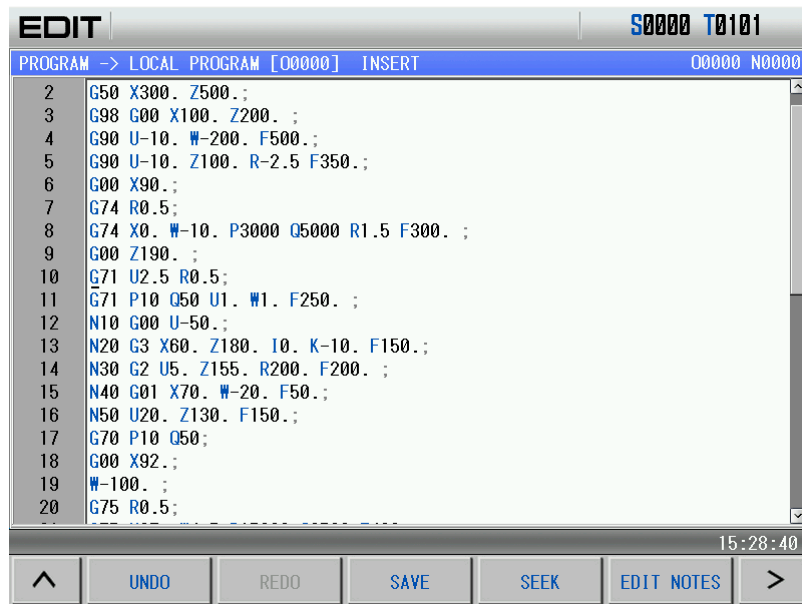 EDIT S0000 T0101
PROGRAM -> LOCAL PROGRAM [O0000] INSERT O0000 N0000
2 G50 X300. Z500.;
3 G98 G00 X100. Z200. ;
4 G90 U-10. W-200. F500.;
5 G90 U-10. Z100. R-2.5 F350.;
6 G00 X90.;
7 G74 R0.5;
8 G74 X0. W-10. P3000 Q5000 R1.5 F300. ;
9 G00 Z190. ;
10 G71 U2.5 R0.5;
11 G71 P10 Q50 U1. W1. F250. ;
12 N10 G00 U-50.;
13 N20 G3 X60. Z180. I0. K-10. F150.;
14 N30 G2 U5. Z155. R200. F200. ;
15 N40 G01 X70. W-20. F50.;
16 N50 U20. Z130. F150.;
17 G70 P10 Q50;
18 G00 X92.;
19 W-100. ;
20 G75 R0.5;
15:28:40
UNDO REDO SAVE SEEK EDIT NOTES >